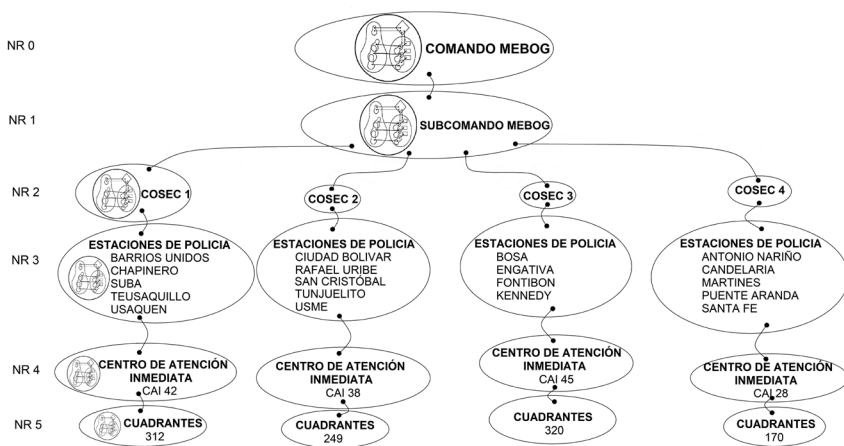 NR 0
COMANDO MEBOG
NR 1
SUBCOMANDO MEBOG
NR 2
COSEC 1
COSEC 2
COSEC 3
COSEC 4
NR 3
ESTACIONES DE POLICIA
BARRIOS UNIDOS
CHAPINERO
SUBA
TEUSAQUILLO
USAQUEN
ESTACIONES DE POLICIA
CIUDAD BOLIVAR
RAFAEL URIBE
SAN CRISTÓBAL
TUNJUELITO
USME
ESTACIONES DE POLICIA
BOSA
ENGATIVA
FONTIBON
KENNEDY
ESTACIONES DE POLICIA
ANTONIO NARIÑO
CANDELARIA
MARTINES
PUENTE ARANDA
SANTA FE
NR 4
CENTRO DE ATENCIÓN
INMEDIATA
CAI 42
CENTRO DE ATENCIÓN
INMEDIATA
CAI 38
CENTRO DE ATENCIÓN
INMEDIATA
CAI 45
CENTRO DE ATENCIÓN
INMEDIATA
CAI 28
NR 5
CUADRANTES
312
CUADRANTES
249
CUADRANTES
320
CUADRANTES
170